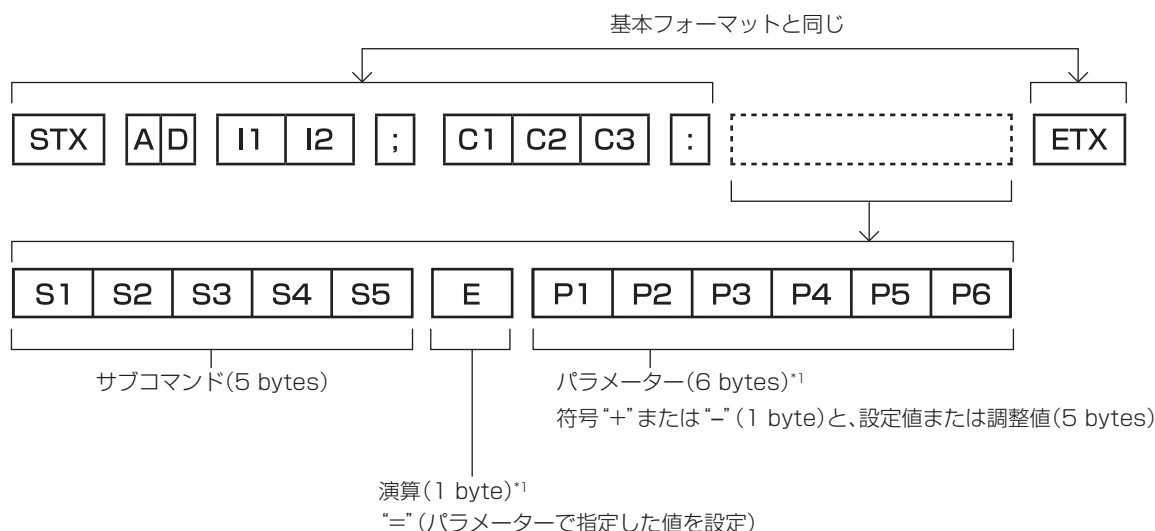 基本フォーマットと同じ
STX A D I1 I2 ; C1 C2 C3 : ETX
S1 S2 S3 S4 S5 E P1 P2 P3 P4 P5 P6
サブコマンド(5 bytes)
パラメーター(6 bytes)*1
符号“+”または“−”(1 byte)と、設定値または調整値(5 bytes)
演算(1 byte)*1
“=”(パラメーターで指定した値を設定)